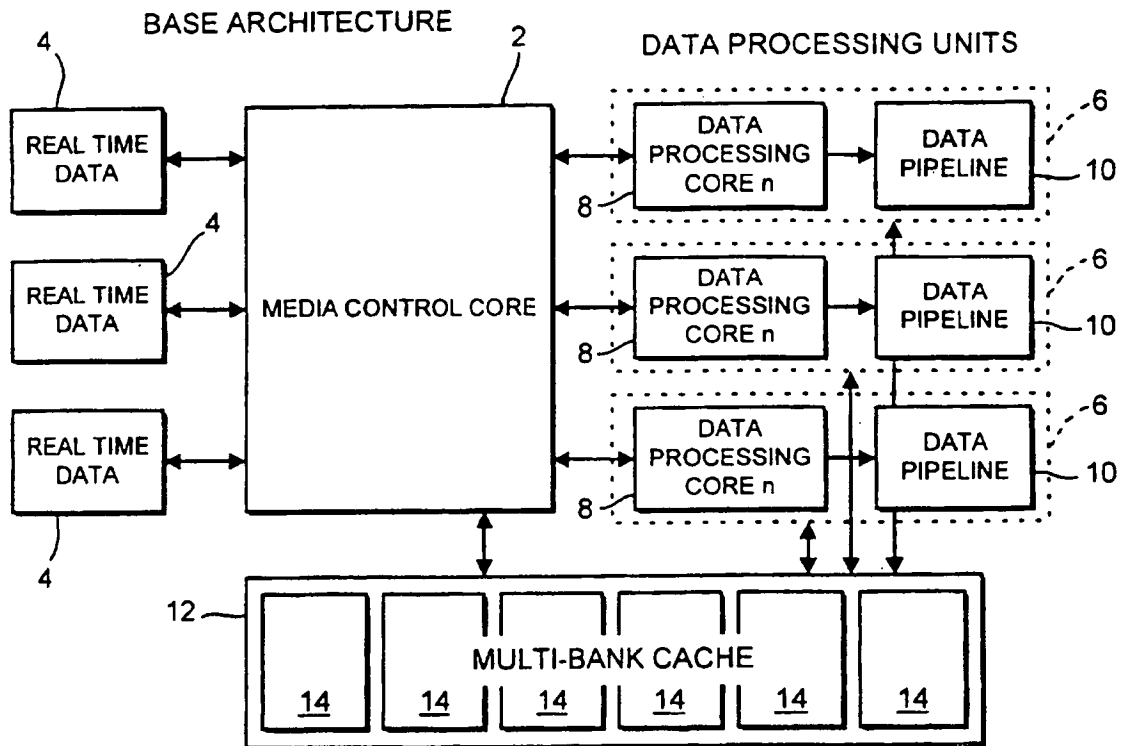 BASE ARCHITECTURE
DATA PROCESSING UNITS
4
2
REAL TIME
DATA
MEDIA CONTROL CORE
DATA
PROCESSING
CORE n
8
DATA
PIPELINE
6
10
4
REAL TIME
DATA
DATA
PROCESSING
CORE n
8
DATA
PIPELINE
6
10
REAL TIME
DATA
4
DATA
PROCESSING
CORE n
8
DATA
PIPELINE
6
10
12
MULTI-BANK CACHE
14 14 14 14 14 14